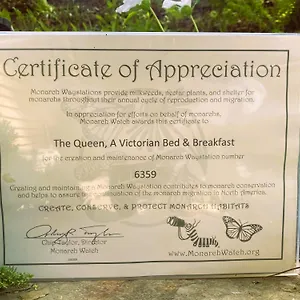 Certificate of Appreciation
Monarch Waystations provide milkweeds, nectar plants, and shelter for
monarchs throughout their annual cycle of reproduction and migration.
In appreciation for efforts on behalf of monarchs,
Monarch Watch awards this certificate to
The Queen, A Victorian Bed & Breakfast
for the creation and maintenance of Monarch Waystation number
6359
Creating and maintaining a Monarch Waystation contributes to monarch conservation
and helps to assure the continuation of the monarch migration in North America.
Create, Conserve, & Protect Monarch Habitats
Chip Taylor, Director
Monarch Watch
www.MonarchWatch.org